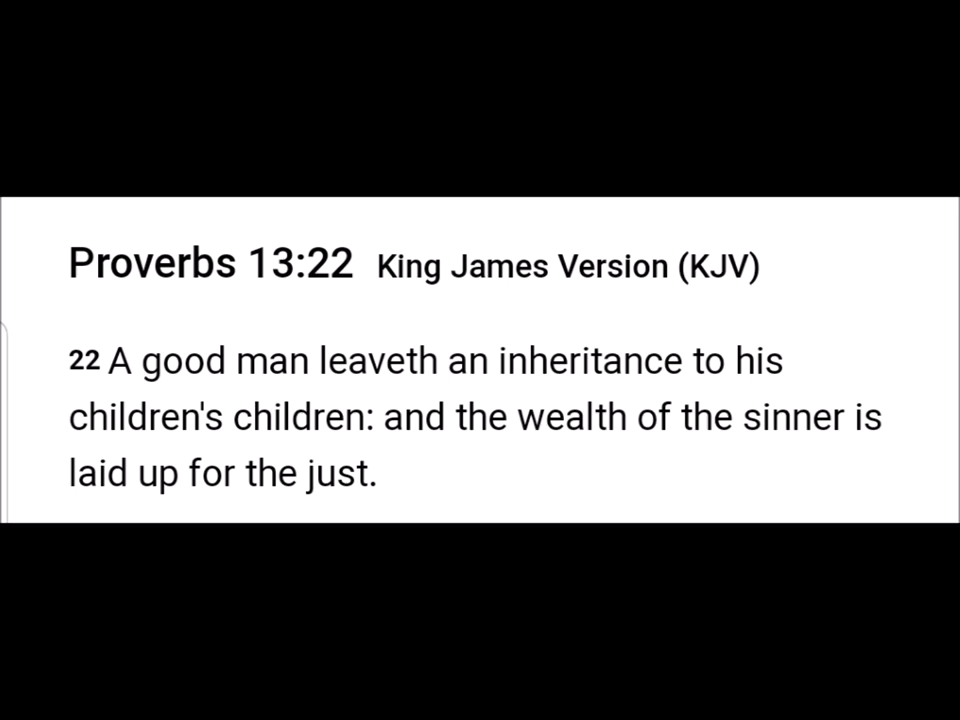 Proverbs 13:22 King James Version (KJV)
22 A good man leaveth an inheritance to his
children's children: and the wealth of the sinner is
laid up for the just.